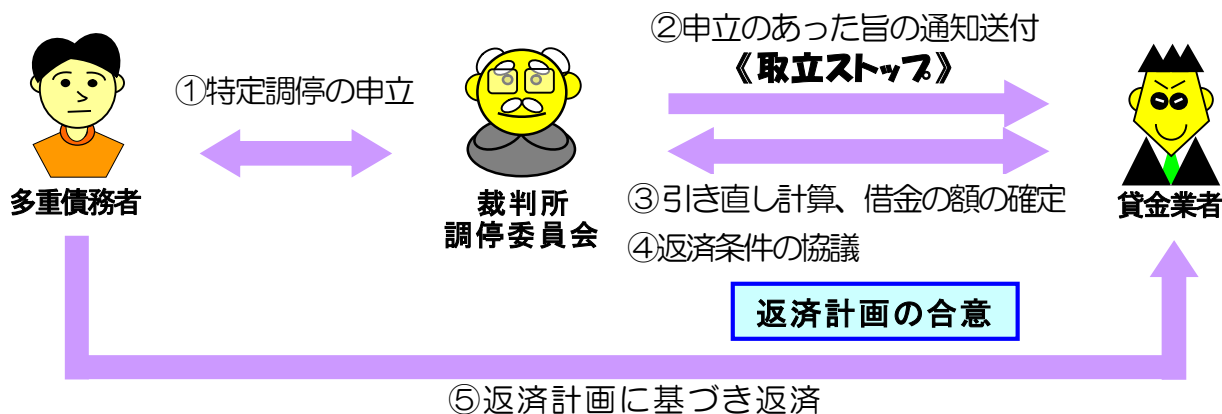 ②申立のあった旨の通知送付
《取立ストップ》
①特定調停の申立
多重債務者
裁判所
調停委員会
③引き直し計算、借金の額の確定
④返済条件の協議
貸金業者
返済計画の合意
⑤返済計画に基づき返済